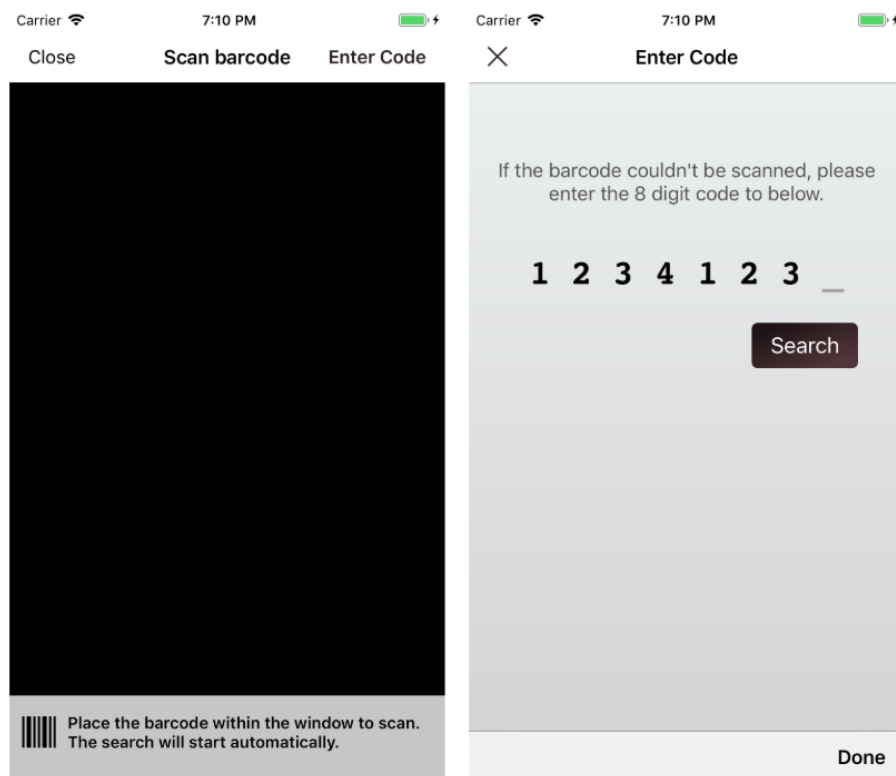 Carrier 7:10 PM
Close Scan barcode Enter Code
Place the barcode within the window to scan.
The search will start automatically.
Carrier 7:10 PM
Enter Code
If the barcode couldn't be scanned, please
enter the 8 digit code to below.
1 2 3 4 1 2 3 _
Search
Done